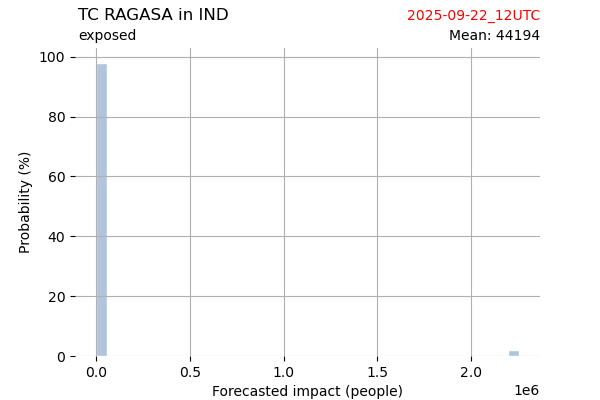 TC RAGASA in IND
2025-09-22_12UTC
exposed
Mean: 44194
100
80
60
40
20
0
Probability (%)
0.0 0.5 1.0 1.5 2.0
1e6
Forecasted impact (people)